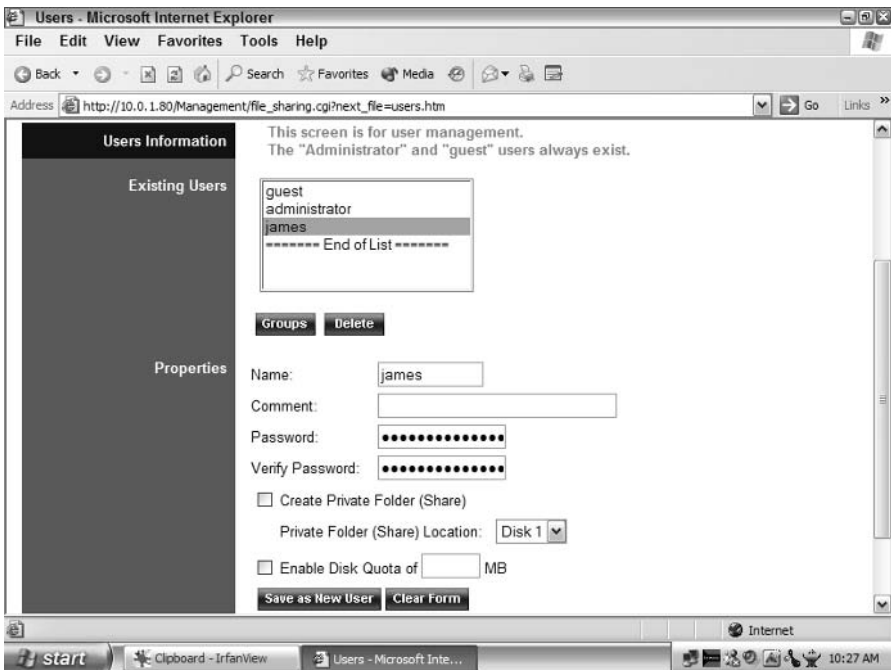 Users - Microsoft Internet Explorer
File Edit View Favorites Tools Help
Back Search Favorites Media
Address http://10.0.1.80/Management/file_sharing.cgi?next_file=users.htm Go Links »
Users Information
This screen is for user management.
The "Administrator" and "guest" users always exist.
Existing Users
guest
administrator
james
======= End of List =======
Groups Delete
Properties
Name: james
Comment:
Password: ••••••••••••••
Verify Password: ••••••••••••••
Create Private Folder (Share)
Private Folder (Share) Location: Disk 1
Enable Disk Quota of MB
Save as New User Clear Form
Internet
start Clipboard - IrfanView Users - Microsoft Inte... 10:27 AM